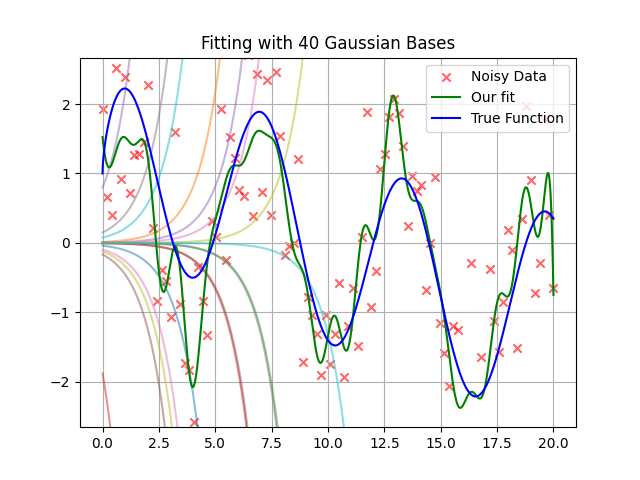 Fitting with 40 Gaussian Bases
Noisy Data
Our fit
True Function
2
1
0
−1
−2
0.0 2.5 5.0 7.5 10.0 12.5 15.0 17.5 20.0